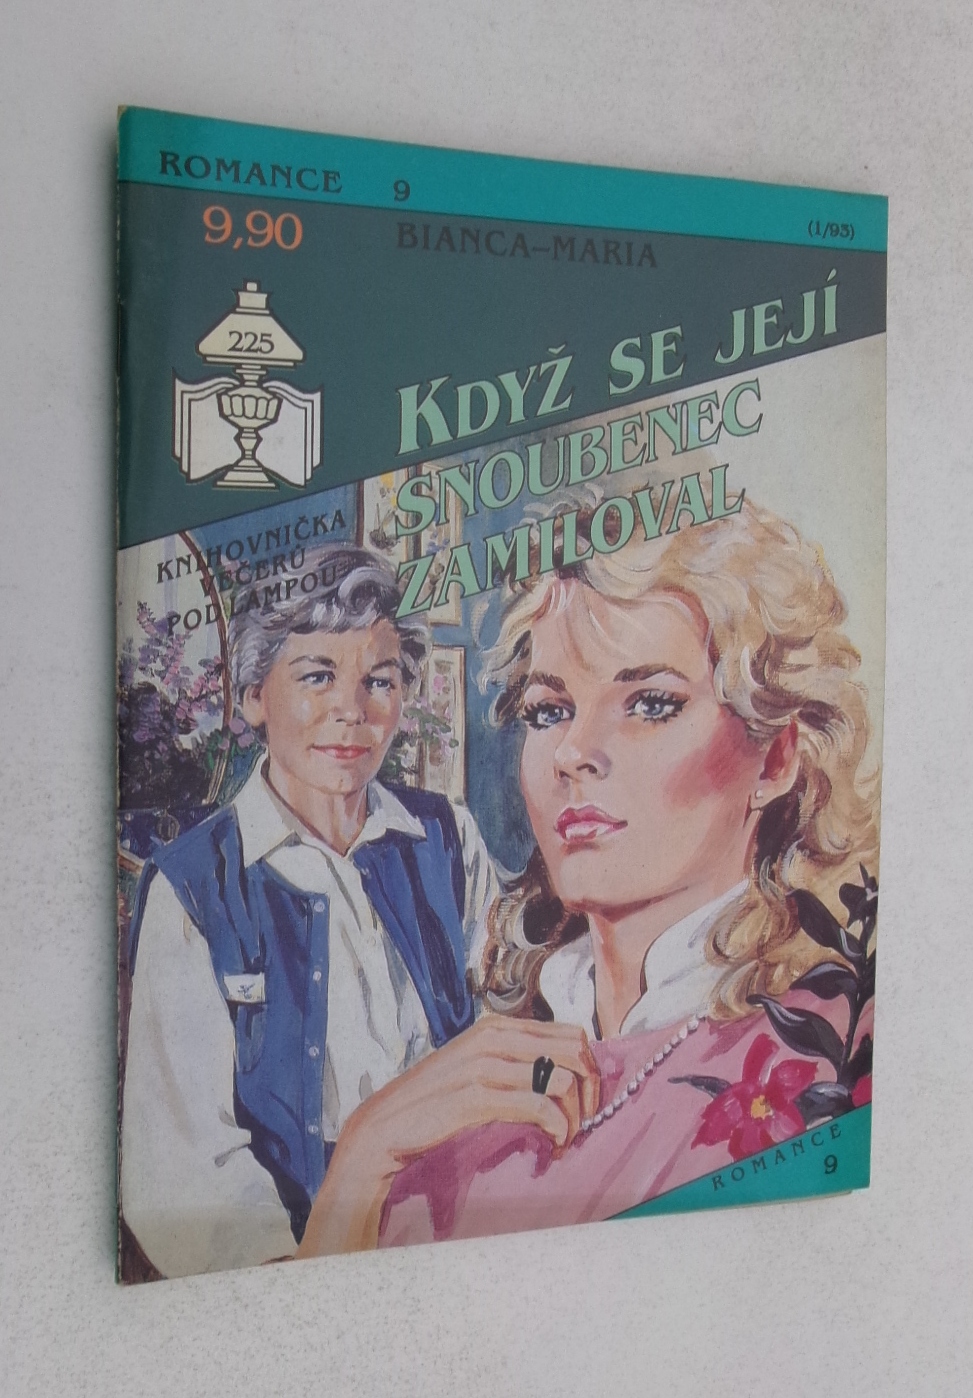 ROMANCE 9
(1/93)
9,90
BIANCA–MARIA
225
KDYŽ SE JEJÍ
SNOUBENEC
ZAMILOVAL
KNIHOVNIČKA
VEČERŮ
POD LAMPOU
ROMANCE
9